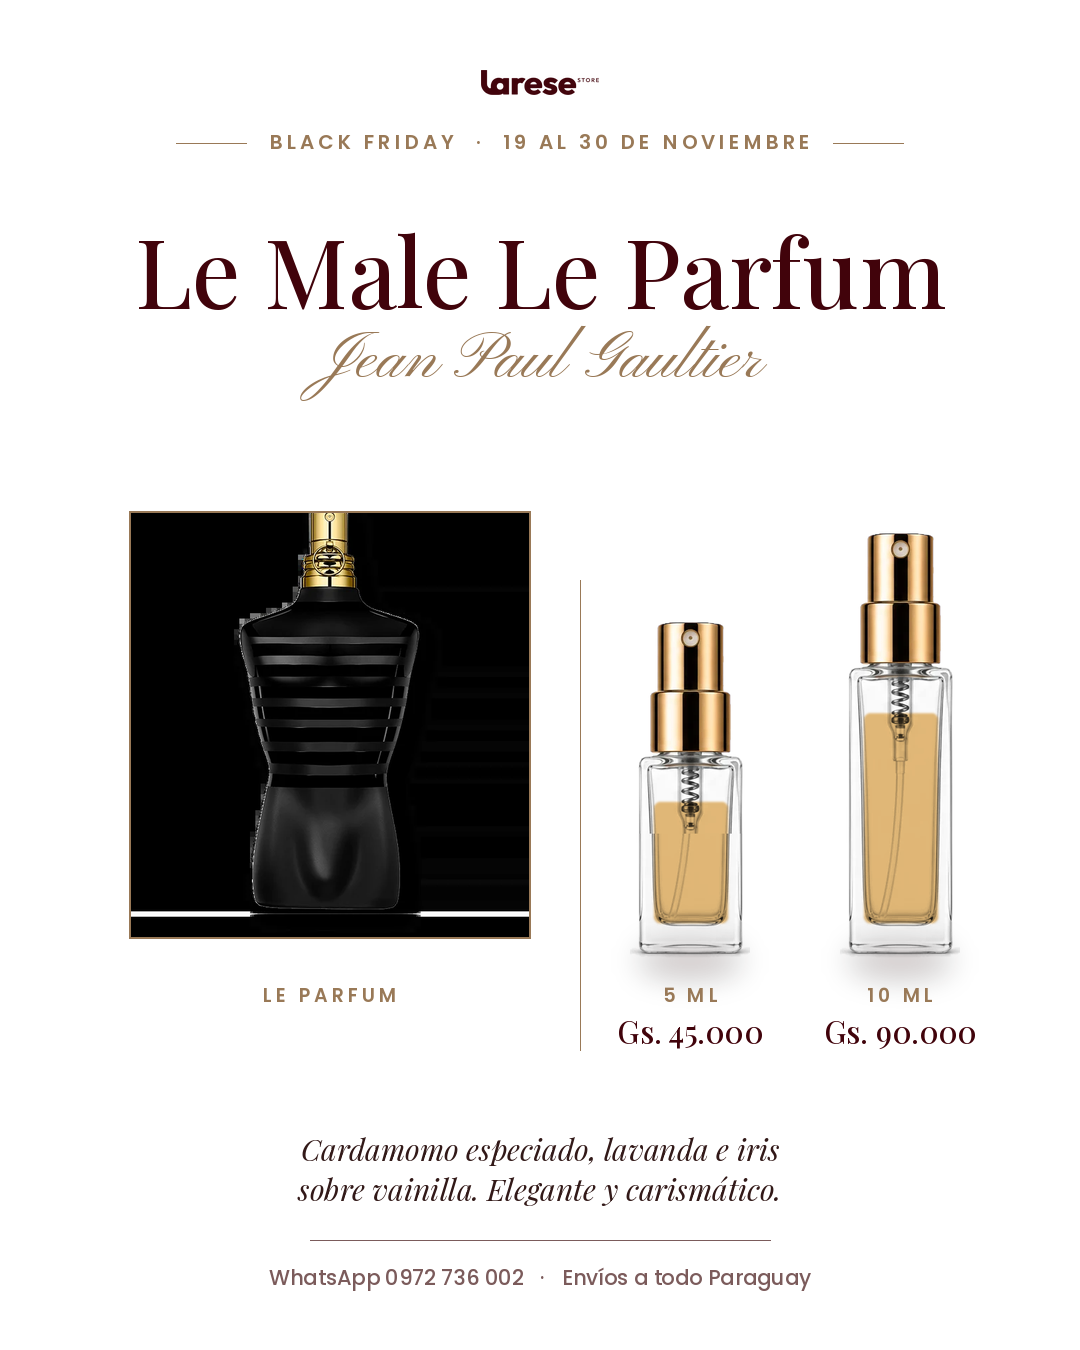 larese STORE
BLACK FRIDAY · 19 AL 30 DE NOVIEMBRE
Le Male Le Parfum
Jean Paul Gaultier
LE PARFUM
5 ML
Gs. 45.000
10 ML
Gs. 90.000
Cardamomo especiado, lavanda e iris
sobre vainilla. Elegante y carismático.
WhatsApp 0972 736 002 · Envíos a todo Paraguay